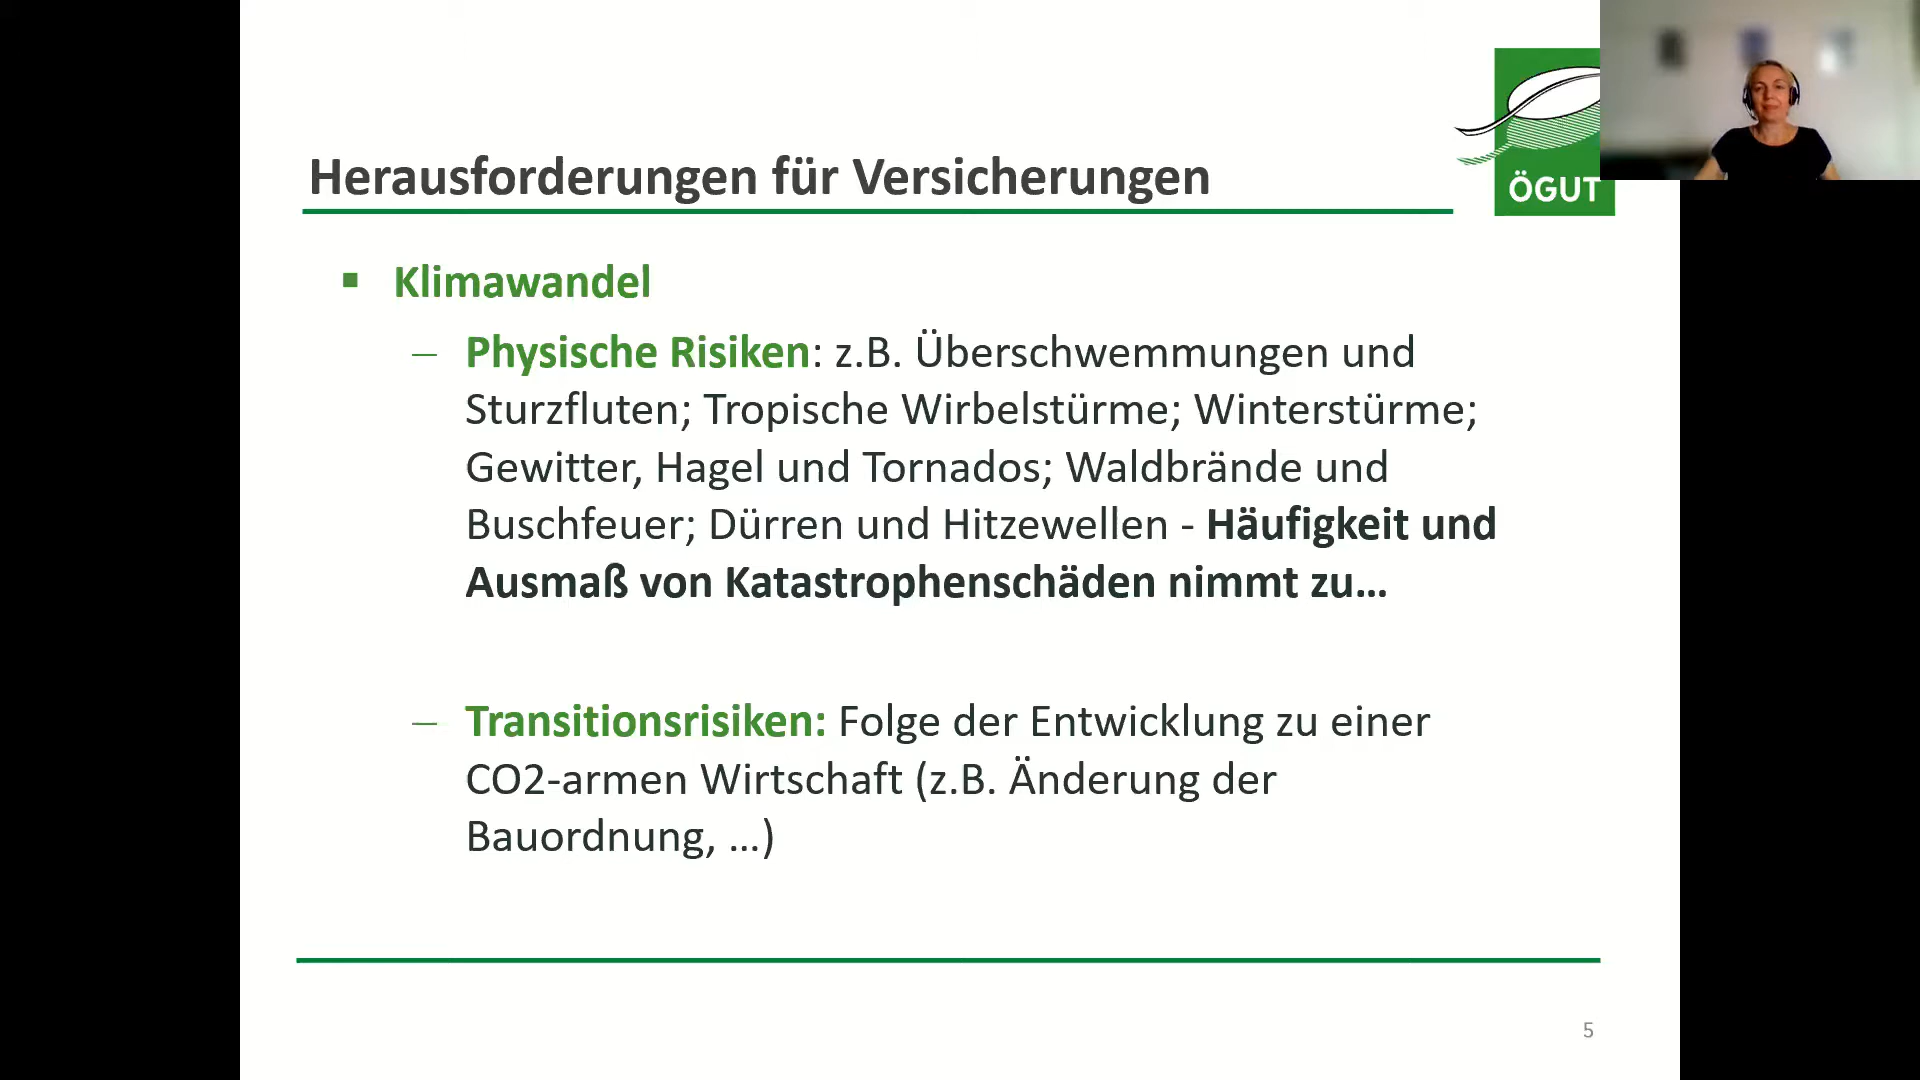 Herausforderungen für Versicherungen
ÖGUT
▪ Klimawandel
– Physische Risiken: z.B. Überschwemmungen und
Sturzfluten; Tropische Wirbelstürme; Winterstürme;
Gewitter, Hagel und Tornados; Waldbrände und
Buschfeuer; Dürren und Hitzewellen - Häufigkeit und
Ausmaß von Katastrophenschäden nimmt zu…
– Transitionsrisiken: Folge der Entwicklung zu einer
CO2-armen Wirtschaft (z.B. Änderung der
Bauordnung, …)
5